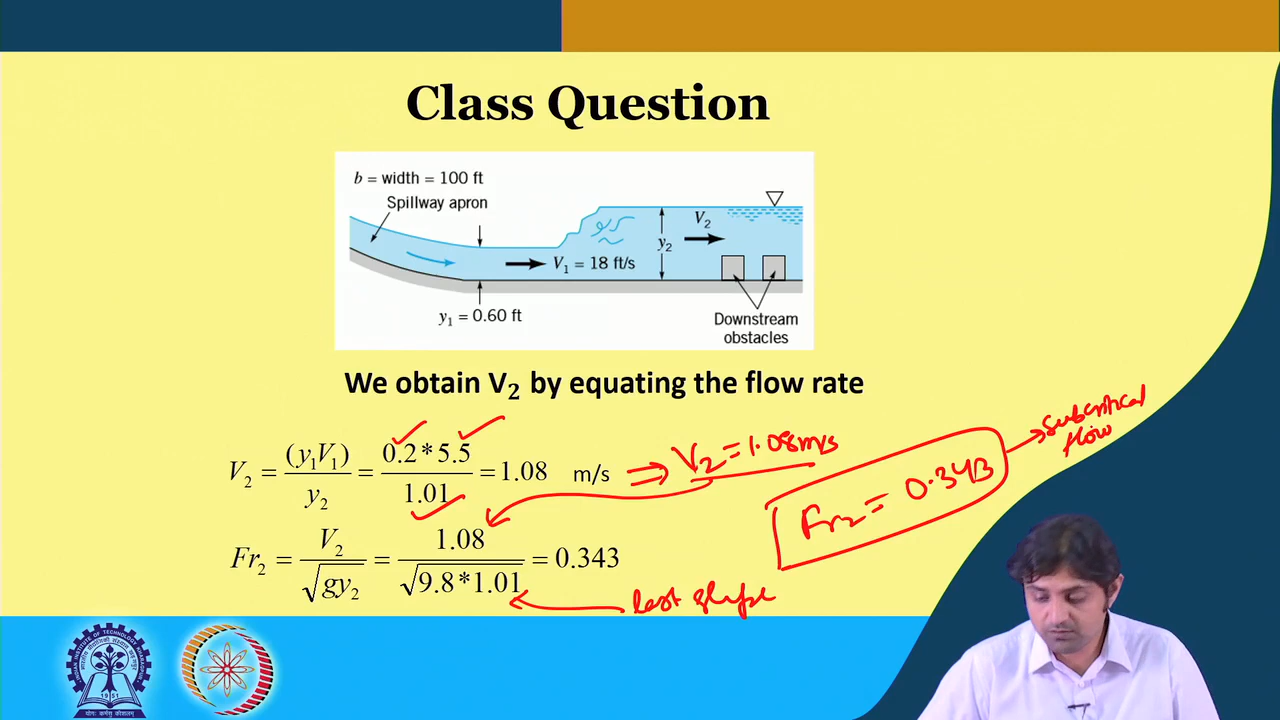 Class Question
b = width = 100 ft
Spillway apron
V₂
y₂
V₁ = 18 ft/s
y₁ = 0.60 ft
Downstream
obstacles
We obtain V₂ by equating the flow rate
V₂ = (y₁V₁) / y₂ = 0.2 * 5.5 / 1.01 = 1.08 m/s ⇒ V₂ = 1.08m/s
Fr₂ = V₂ / √gy₂ = 1.08 / √9.8 * 1.01 = 0.343
Fr₂ = 0.343
subcritical
flow
1951